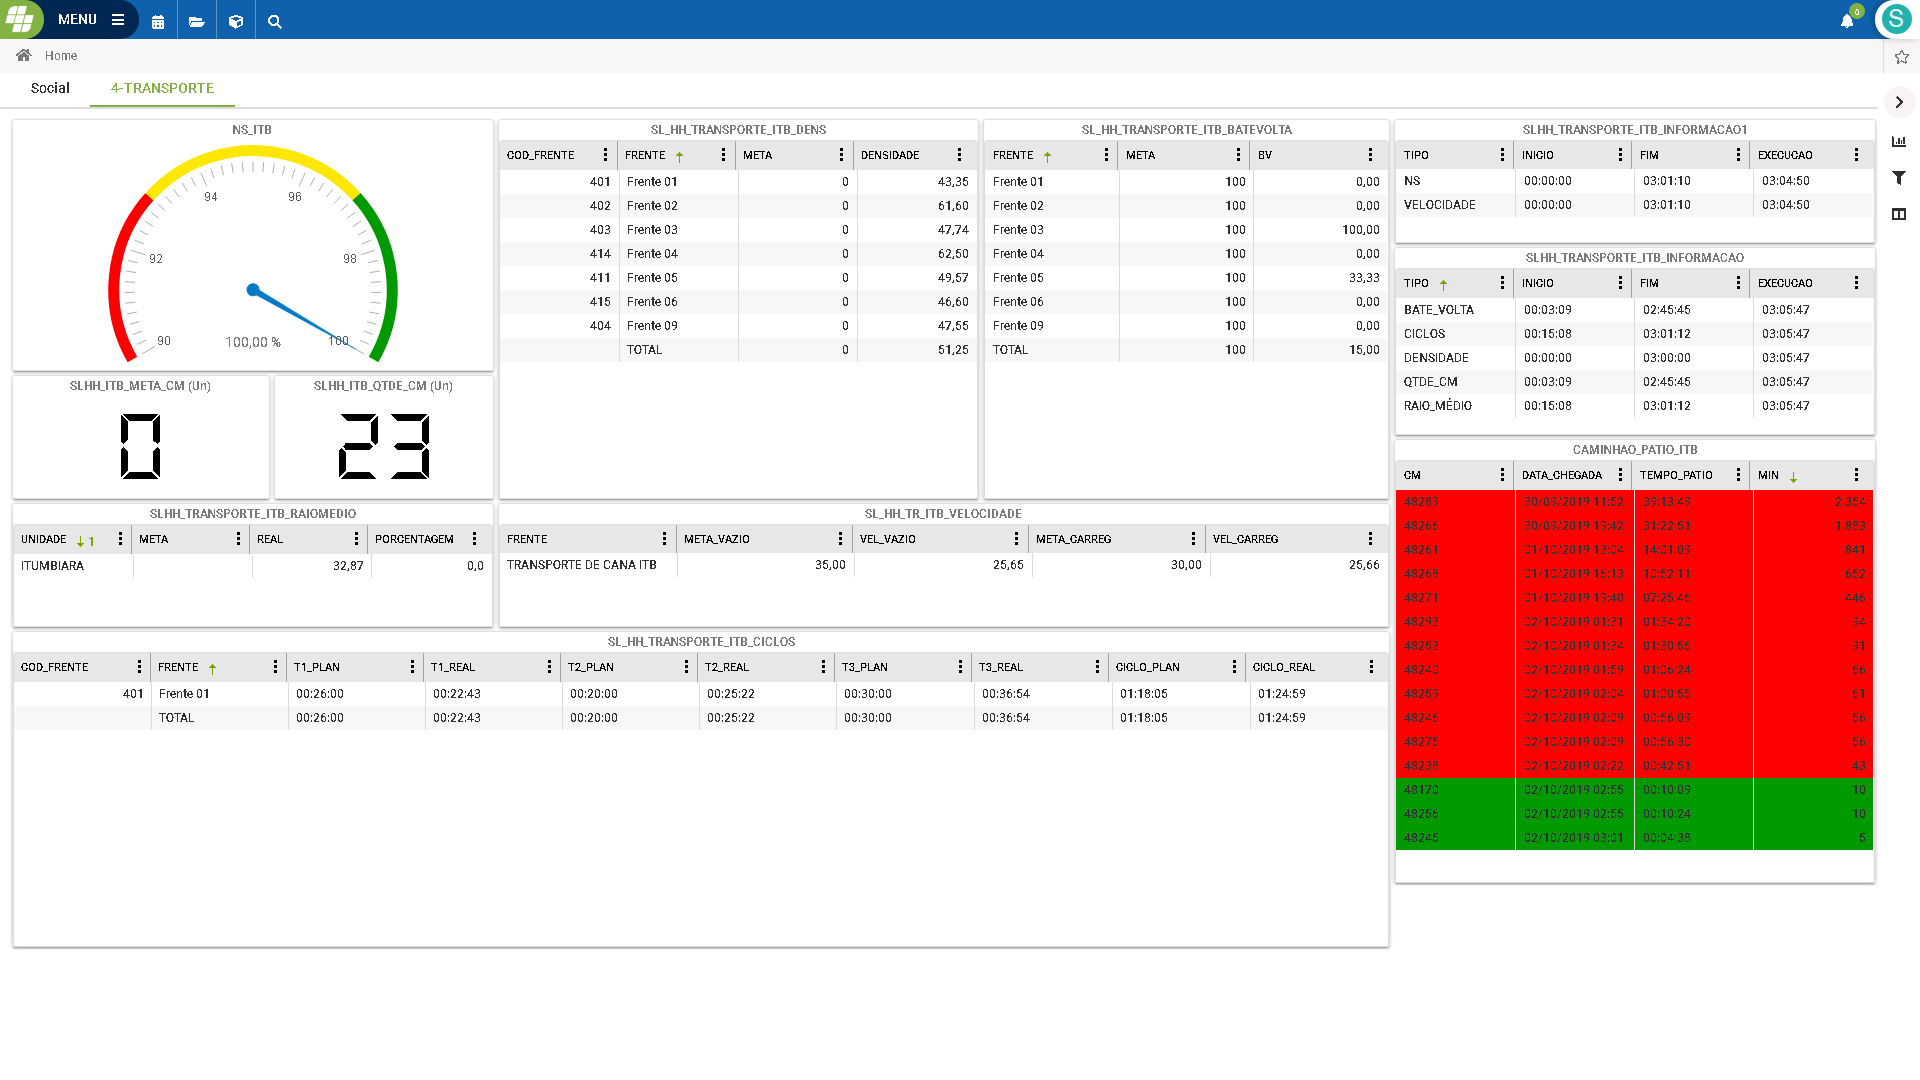 MENU
0
S
Home
Social
4-TRANSPORTE
NS_ITB
90 92 94 96 98 100
100,00 %
SLHH_ITB_META_CM (Un)
0
SLHH_ITB_QTDE_CM (Un)
23
SL_HH_TRANSPORTE_ITB_DENS
COD_FRENTE FRENTE META DENSIDADE
401 Frente 01 0 43,35
402 Frente 02 0 61,60
403 Frente 03 0 47,74
414 Frente 04 0 62,50
411 Frente 05 0 49,57
415 Frente 06 0 46,60
404 Frente 09 0 47,55
TOTAL 0 51,25
SL_HH_TRANSPORTE_ITB_BATEVOLTA
FRENTE META BV
Frente 01 100 0,00
Frente 02 100 0,00
Frente 03 100 100,00
Frente 04 100 0,00
Frente 05 100 33,33
Frente 06 100 0,00
Frente 09 100 0,00
TOTAL 100 15,00
SLHH_TRANSPORTE_ITB_INFORMACAO1
TIPO INICIO FIM EXECUCAO
NS 00:00:00 03:01:10 03:04:50
VELOCIDADE 00:00:00 03:01:10 03:04:50
SLHH_TRANSPORTE_ITB_INFORMACAO
TIPO INICIO FIM EXECUCAO
BATE_VOLTA 00:03:09 02:45:45 03:05:47
CICLOS 00:15:08 03:01:12 03:05:47
DENSIDADE 00:00:00 03:00:00 03:05:47
QTDE_CM 00:03:09 02:45:45 03:05:47
RAIO_MÉDIO 00:15:08 03:01:12 03:05:47
CAMINHAO_PATIO_ITB
CM DATA_CHEGADA TEMPO_PATIO MIN
48289 30/09/2019 11:52 39:13:49 2.354
48266 30/09/2019 19:42 31:22:51 1.883
48261 01/10/2019 13:04 14:01:09 841
48268 01/10/2019 16:13 10:52:11 652
48271 01/10/2019 19:40 07:25:46 446
48293 02/10/2019 01:31 01:34:20 94
48253 02/10/2019 01:34 01:30:56 91
48240 02/10/2019 01:59 01:06:24 66
48259 02/10/2019 02:04 01:00:55 61
48246 02/10/2019 02:09 00:56:09 56
48275 02/10/2019 02:09 00:56:30 56
48238 02/10/2019 02:22 00:42:51 43
48170 02/10/2019 02:55 00:10:09 10
48256 02/10/2019 02:55 00:10:24 10
48245 02/10/2019 03:01 00:04:38 5
SLHH_TRANSPORTE_ITB_RAIOMEDIO
UNIDADE 1 META REAL PORCENTAGEM
ITUMBIARA 32,87 0,0
SL_HH_TR_ITB_VELOCIDADE
FRENTE META_VAZIO VEL_VAZIO META_CARREG VEL_CARREG
TRANSPORTE DE CANA ITB 35,00 25,65 30,00 25,66
SL_HH_TRANSPORTE_ITB_CICLOS
COD_FRENTE FRENTE T1_PLAN T1_REAL T2_PLAN T2_REAL T3_PLAN T3_REAL CICLO_PLAN CICLO_REAL
401 Frente 01 00:26:00 00:22:43 00:20:00 00:25:22 00:30:00 00:36:54 01:18:05 01:24:59
TOTAL 00:26:00 00:22:43 00:20:00 00:25:22 00:30:00 00:36:54 01:18:05 01:24:59